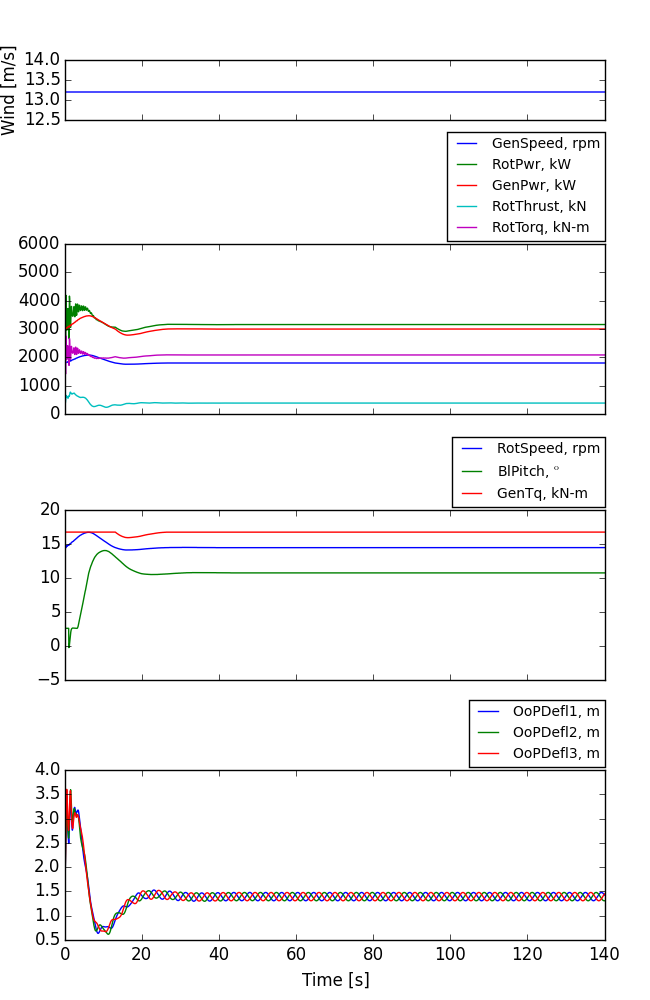 Wind [m/s]
14.0
13.5
13.0
12.5
GenSpeed, rpm
RotPwr, kW
GenPwr, kW
RotThrust, kN
RotTorq, kN-m
6000
5000
4000
3000
2000
1000
0
RotSpeed, rpm
BlPitch, °
GenTq, kN-m
20
15
10
5
0
−5
OoPDefl1, m
OoPDefl2, m
OoPDefl3, m
4.0
3.5
3.0
2.5
2.0
1.5
1.0
0.5
0 20 40 60 80 100 120 140
Time [s]